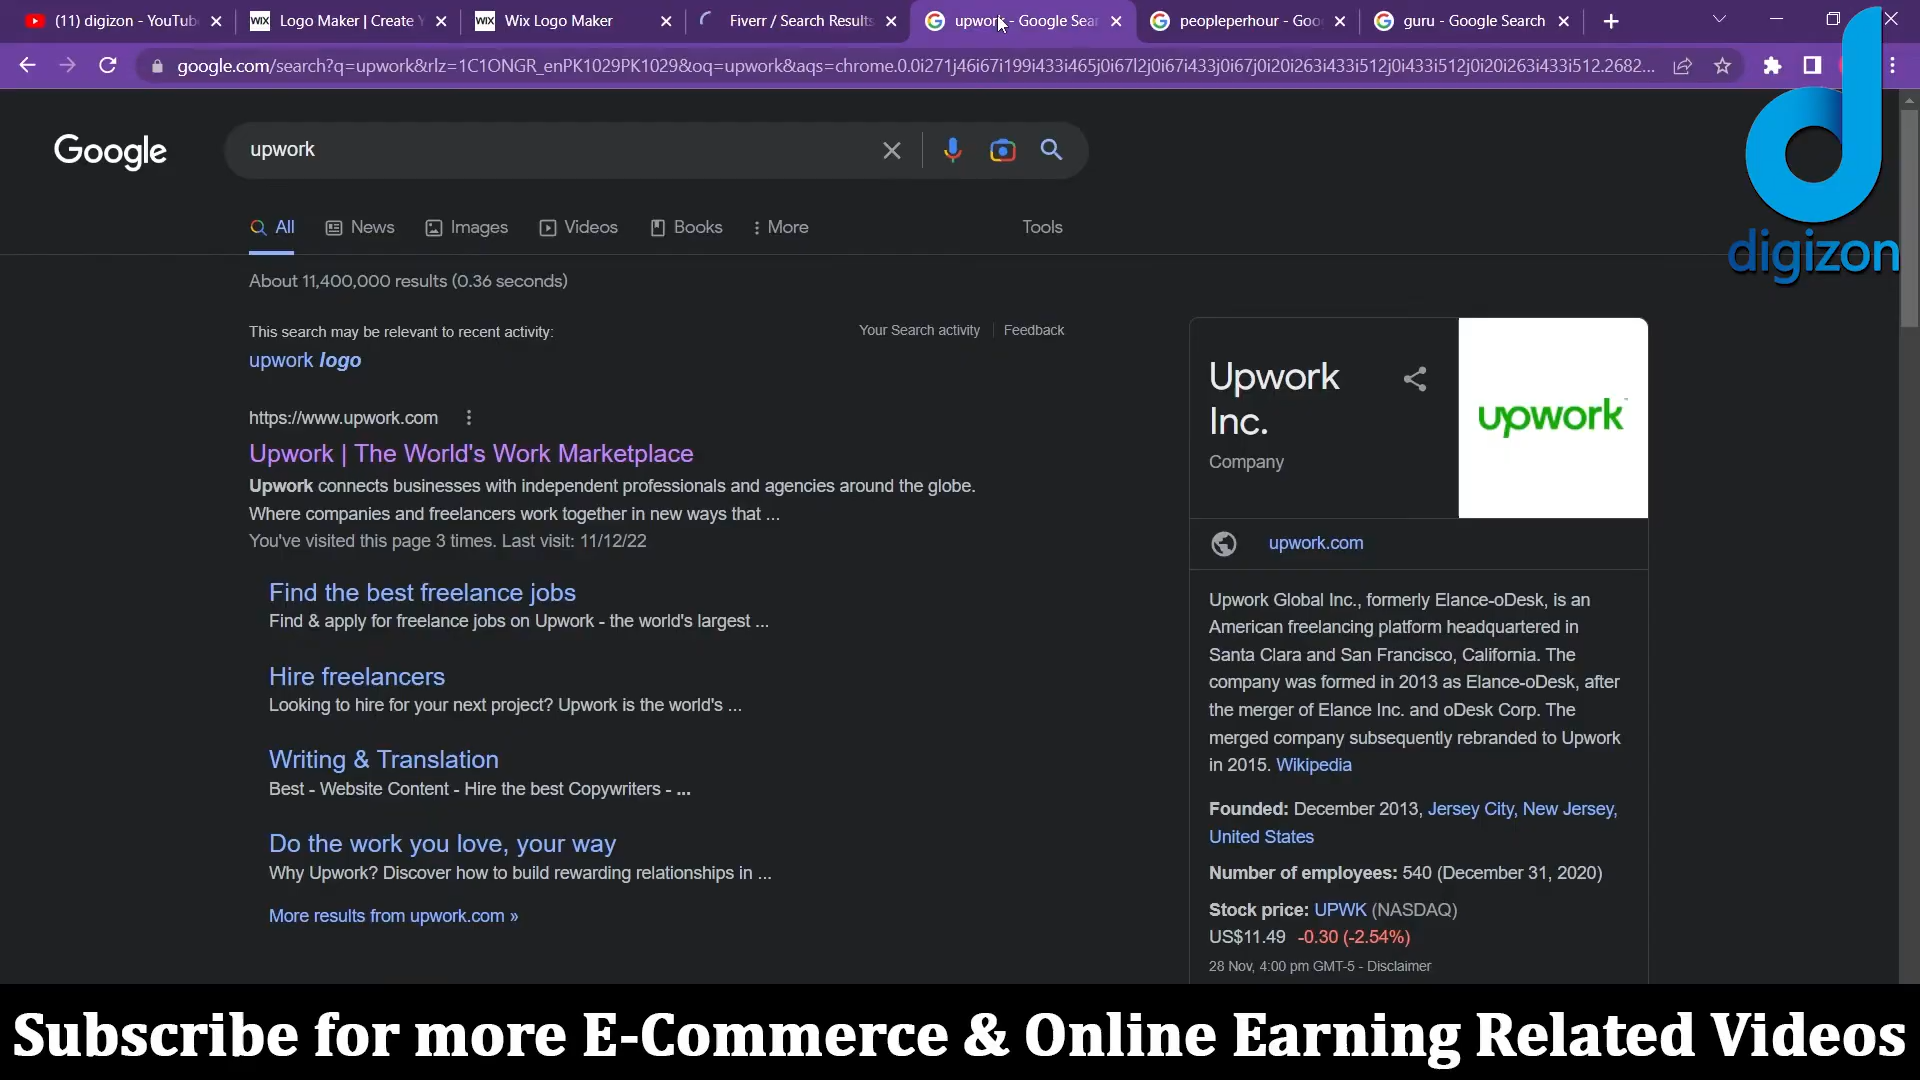 (11) digizon - YouTub
Logo Maker | Create Y
Wix Logo Maker
Fiverr / Search Results
upwork - Google Sear
peopleperhour - Goo
guru - Google Search
google.com/search?q=upwork&rlz=1C1ONGR_enPK1029PK1029&oq=upwork&aqs=chrome.0.0i271j46i67i199i433i465j0i67l2j0i67i433j0i67j0i20i263i433i512j0i433i512j0i20i263i433i512.2682...
Google
upwork
All News Images Videos Books More Tools
About 11,400,000 results (0.36 seconds)
This search may be relevant to recent activity:
Your Search activity
Feedback
upwork logo
https://www.upwork.com
Upwork | The World's Work Marketplace
Upwork connects businesses with independent professionals and agencies around the globe.
Where companies and freelancers work together in new ways that ...
You've visited this page 3 times. Last visit: 11/12/22
Find the best freelance jobs
Find & apply for freelance jobs on Upwork - the world's largest ...
Hire freelancers
Looking to hire for your next project? Upwork is the world's ...
Writing & Translation
Best - Website Content - Hire the best Copywriters - ...
Do the work you love, your way
Why Upwork? Discover how to build rewarding relationships in ...
More results from upwork.com »
Upwork
Inc.
Company
upwork
upwork.com
Upwork Global Inc., formerly Elance-oDesk, is an
American freelancing platform headquartered in
Santa Clara and San Francisco, California. The
company was formed in 2013 as Elance-oDesk, after
the merger of Elance Inc. and oDesk Corp. The
merged company subsequently rebranded to Upwork
in 2015. Wikipedia
Founded: December 2013, Jersey City, New Jersey,
United States
Number of employees: 540 (December 31, 2020)
Stock price: UPWK (NASDAQ)
US$11.49 -0.30 (-2.54%)
28 Nov, 4:00 pm GMT-5 - Disclaimer
digizon
Subscribe for more E-Commerce & Online Earning Related Videos